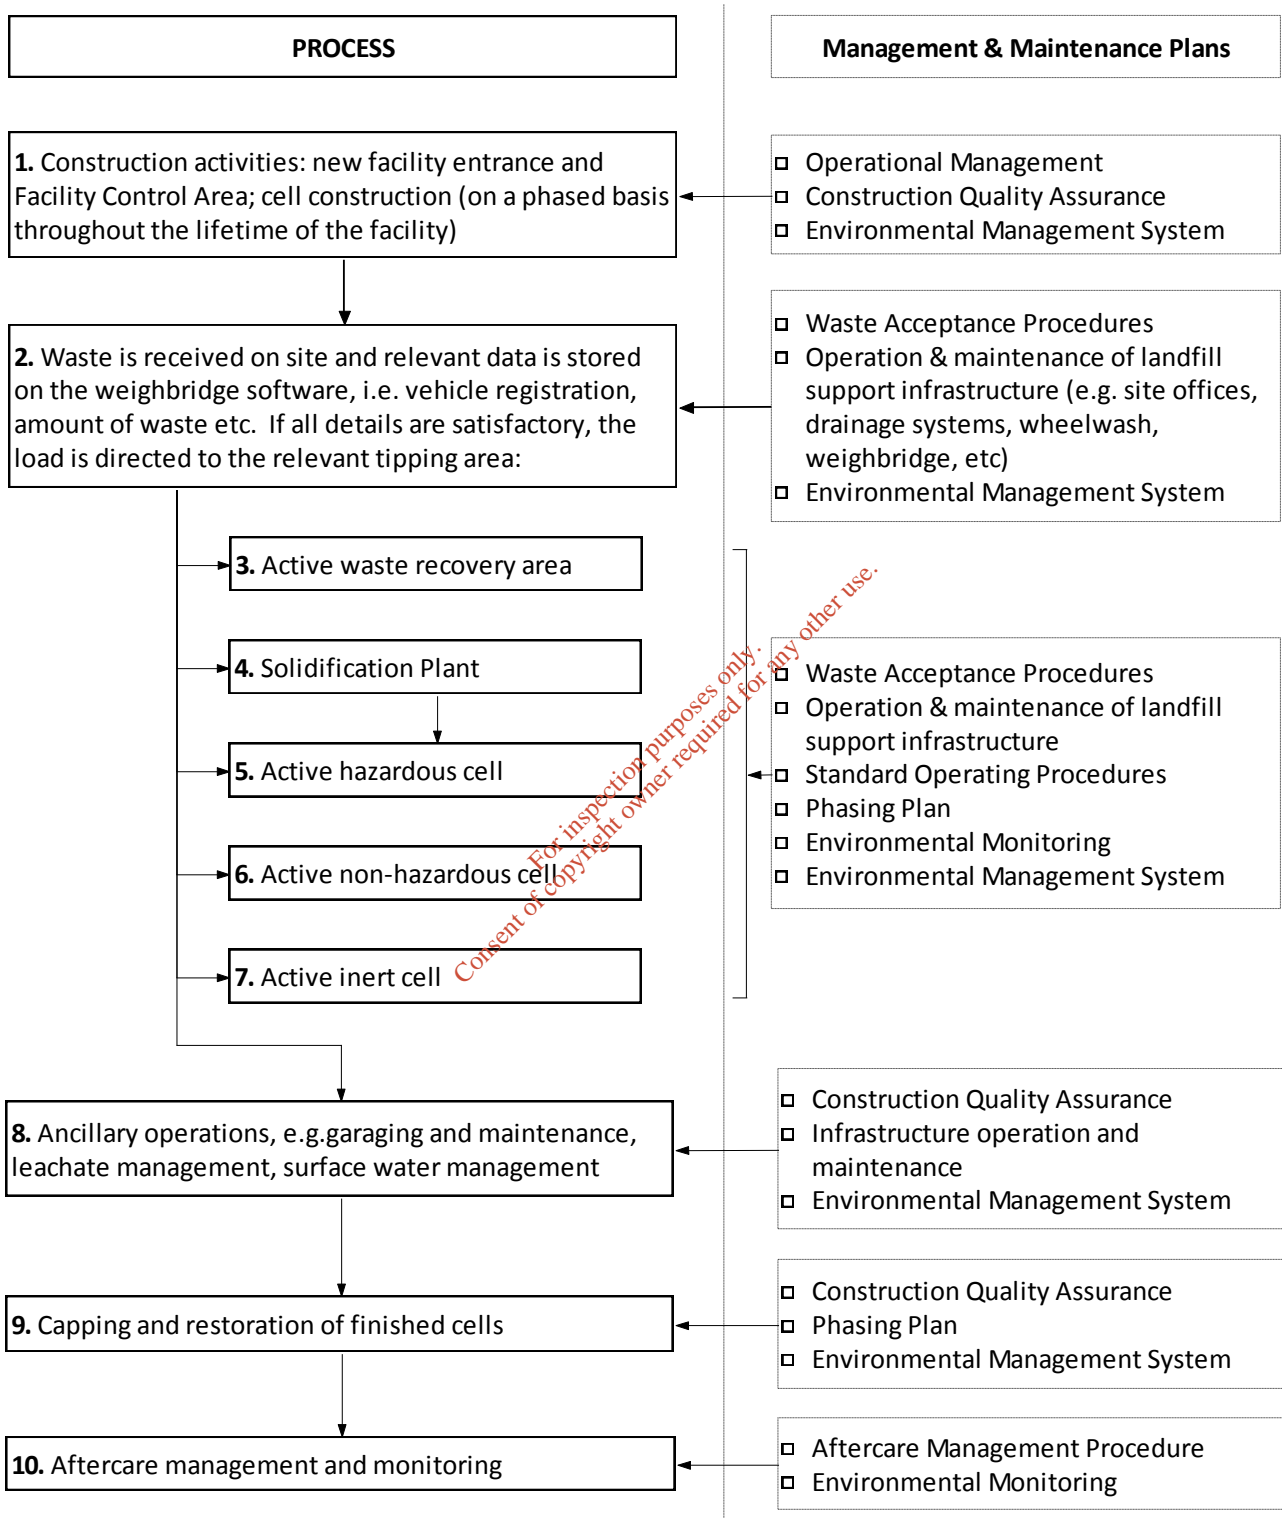 PROCESS
Management & Maintenance Plans
1. Construction activities: new facility entrance and
Facility Control Area; cell construction (on a phased basis
throughout the lifetime of the facility)
Operational Management
Construction Quality Assurance
Environmental Management System
2. Waste is received on site and relevant data is stored
on the weighbridge software, i.e. vehicle registration,
amount of waste etc.  If all details are satisfactory, the
load is directed to the relevant tipping area:
Waste Acceptance Procedures
Operation & maintenance of landfill
support infrastructure (e.g. site offices,
drainage systems, wheelwash,
weighbridge, etc)
Environmental Management System
3. Active waste recovery area
4. Solidification Plant
5. Active hazardous cell
6. Active non-hazardous cell
7. Active inert cell
Waste Acceptance Procedures
Operation & maintenance of landfill
support infrastructure
Standard Operating Procedures
Phasing Plan
Environmental Monitoring
Environmental Management System
For inspection purposes only.
Consent of copyright owner required for any other use.
8. Ancillary operations, e.g.garaging and maintenance,
leachate management, surface water management
Construction Quality Assurance
Infrastructure operation and
maintenance
Environmental Management System
9. Capping and restoration of finished cells
Construction Quality Assurance
Phasing Plan
Environmental Management System
10. Aftercare management and monitoring
Aftercare Management Procedure
Environmental Monitoring